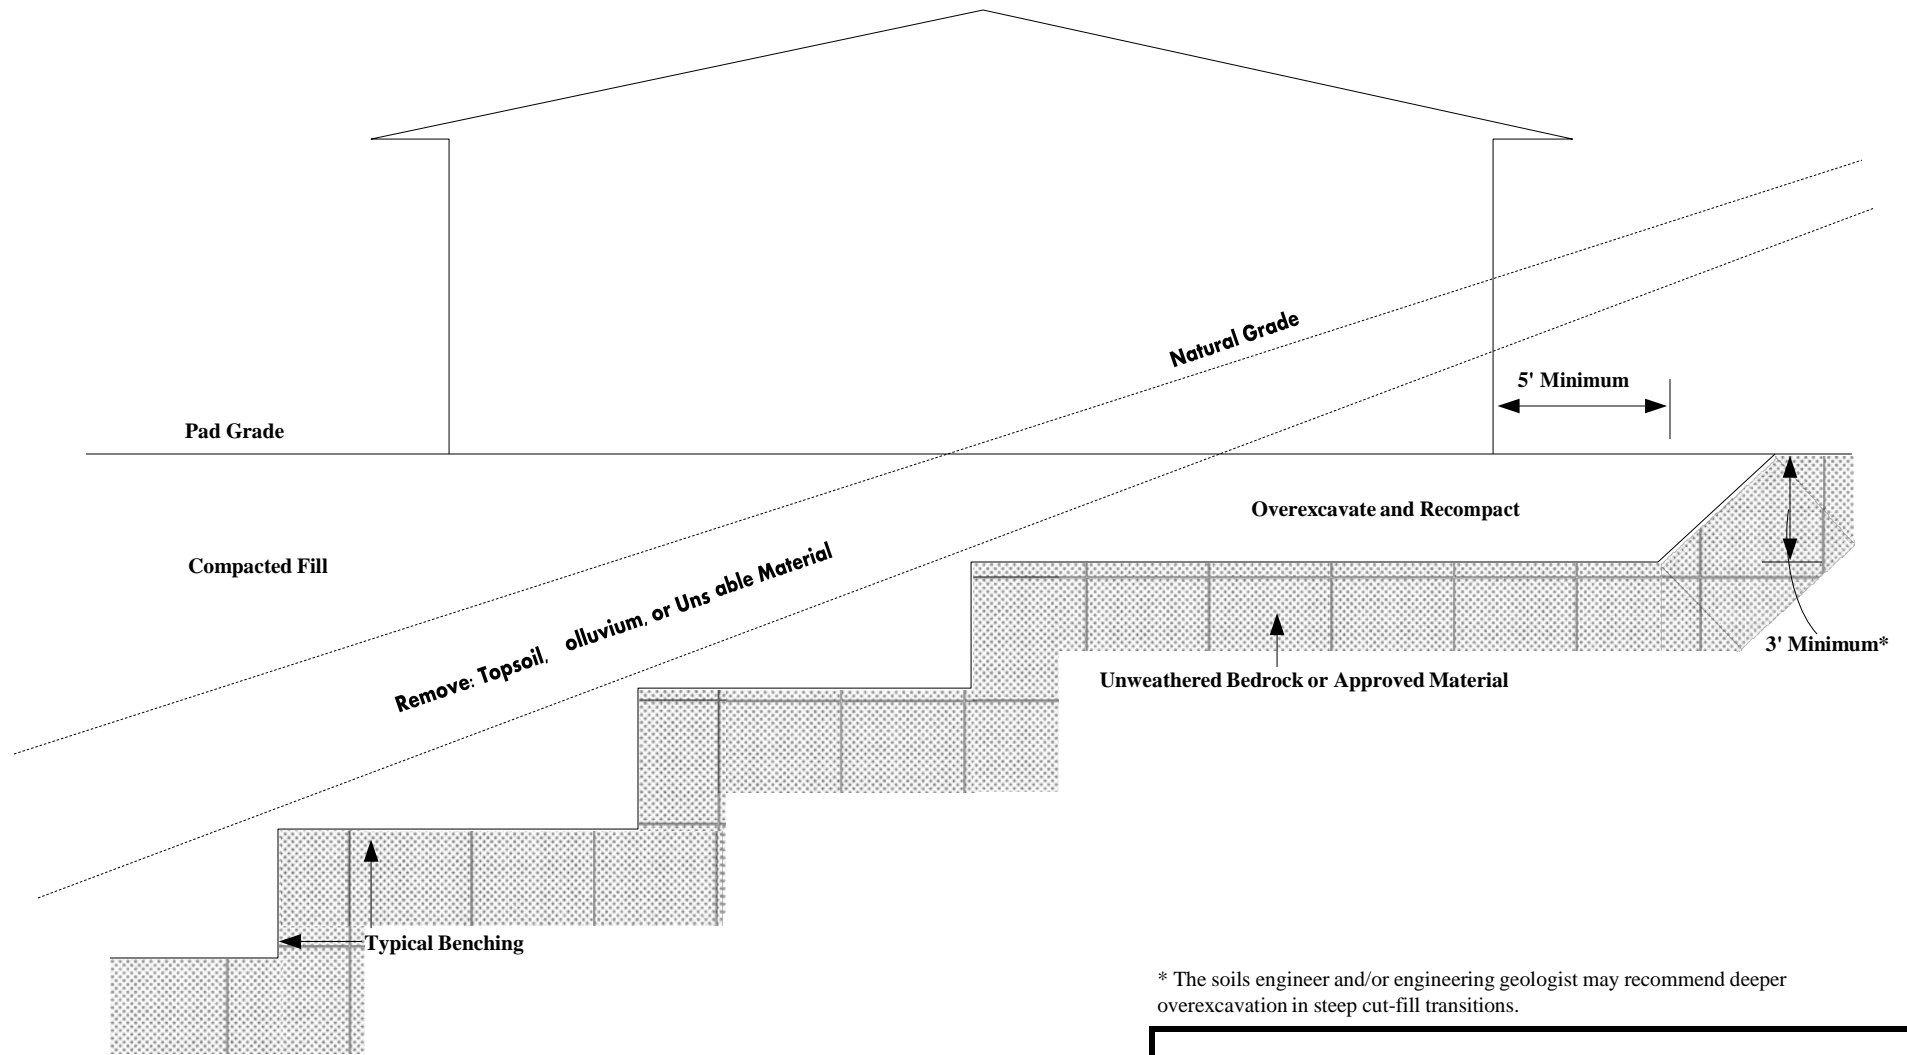 Natural Grade
5' Minimum
Pad Grade
Overexcavate and Recompact
Compacted Fill
Remove: Topsoil, olluvium, or Uns able Material
3' Minimum*
Unweathered Bedrock or Approved Material
Typical Benching
* The soils engineer and/or engineering geologist may recommend deeper
overexcavation in steep cut-fill transitions.